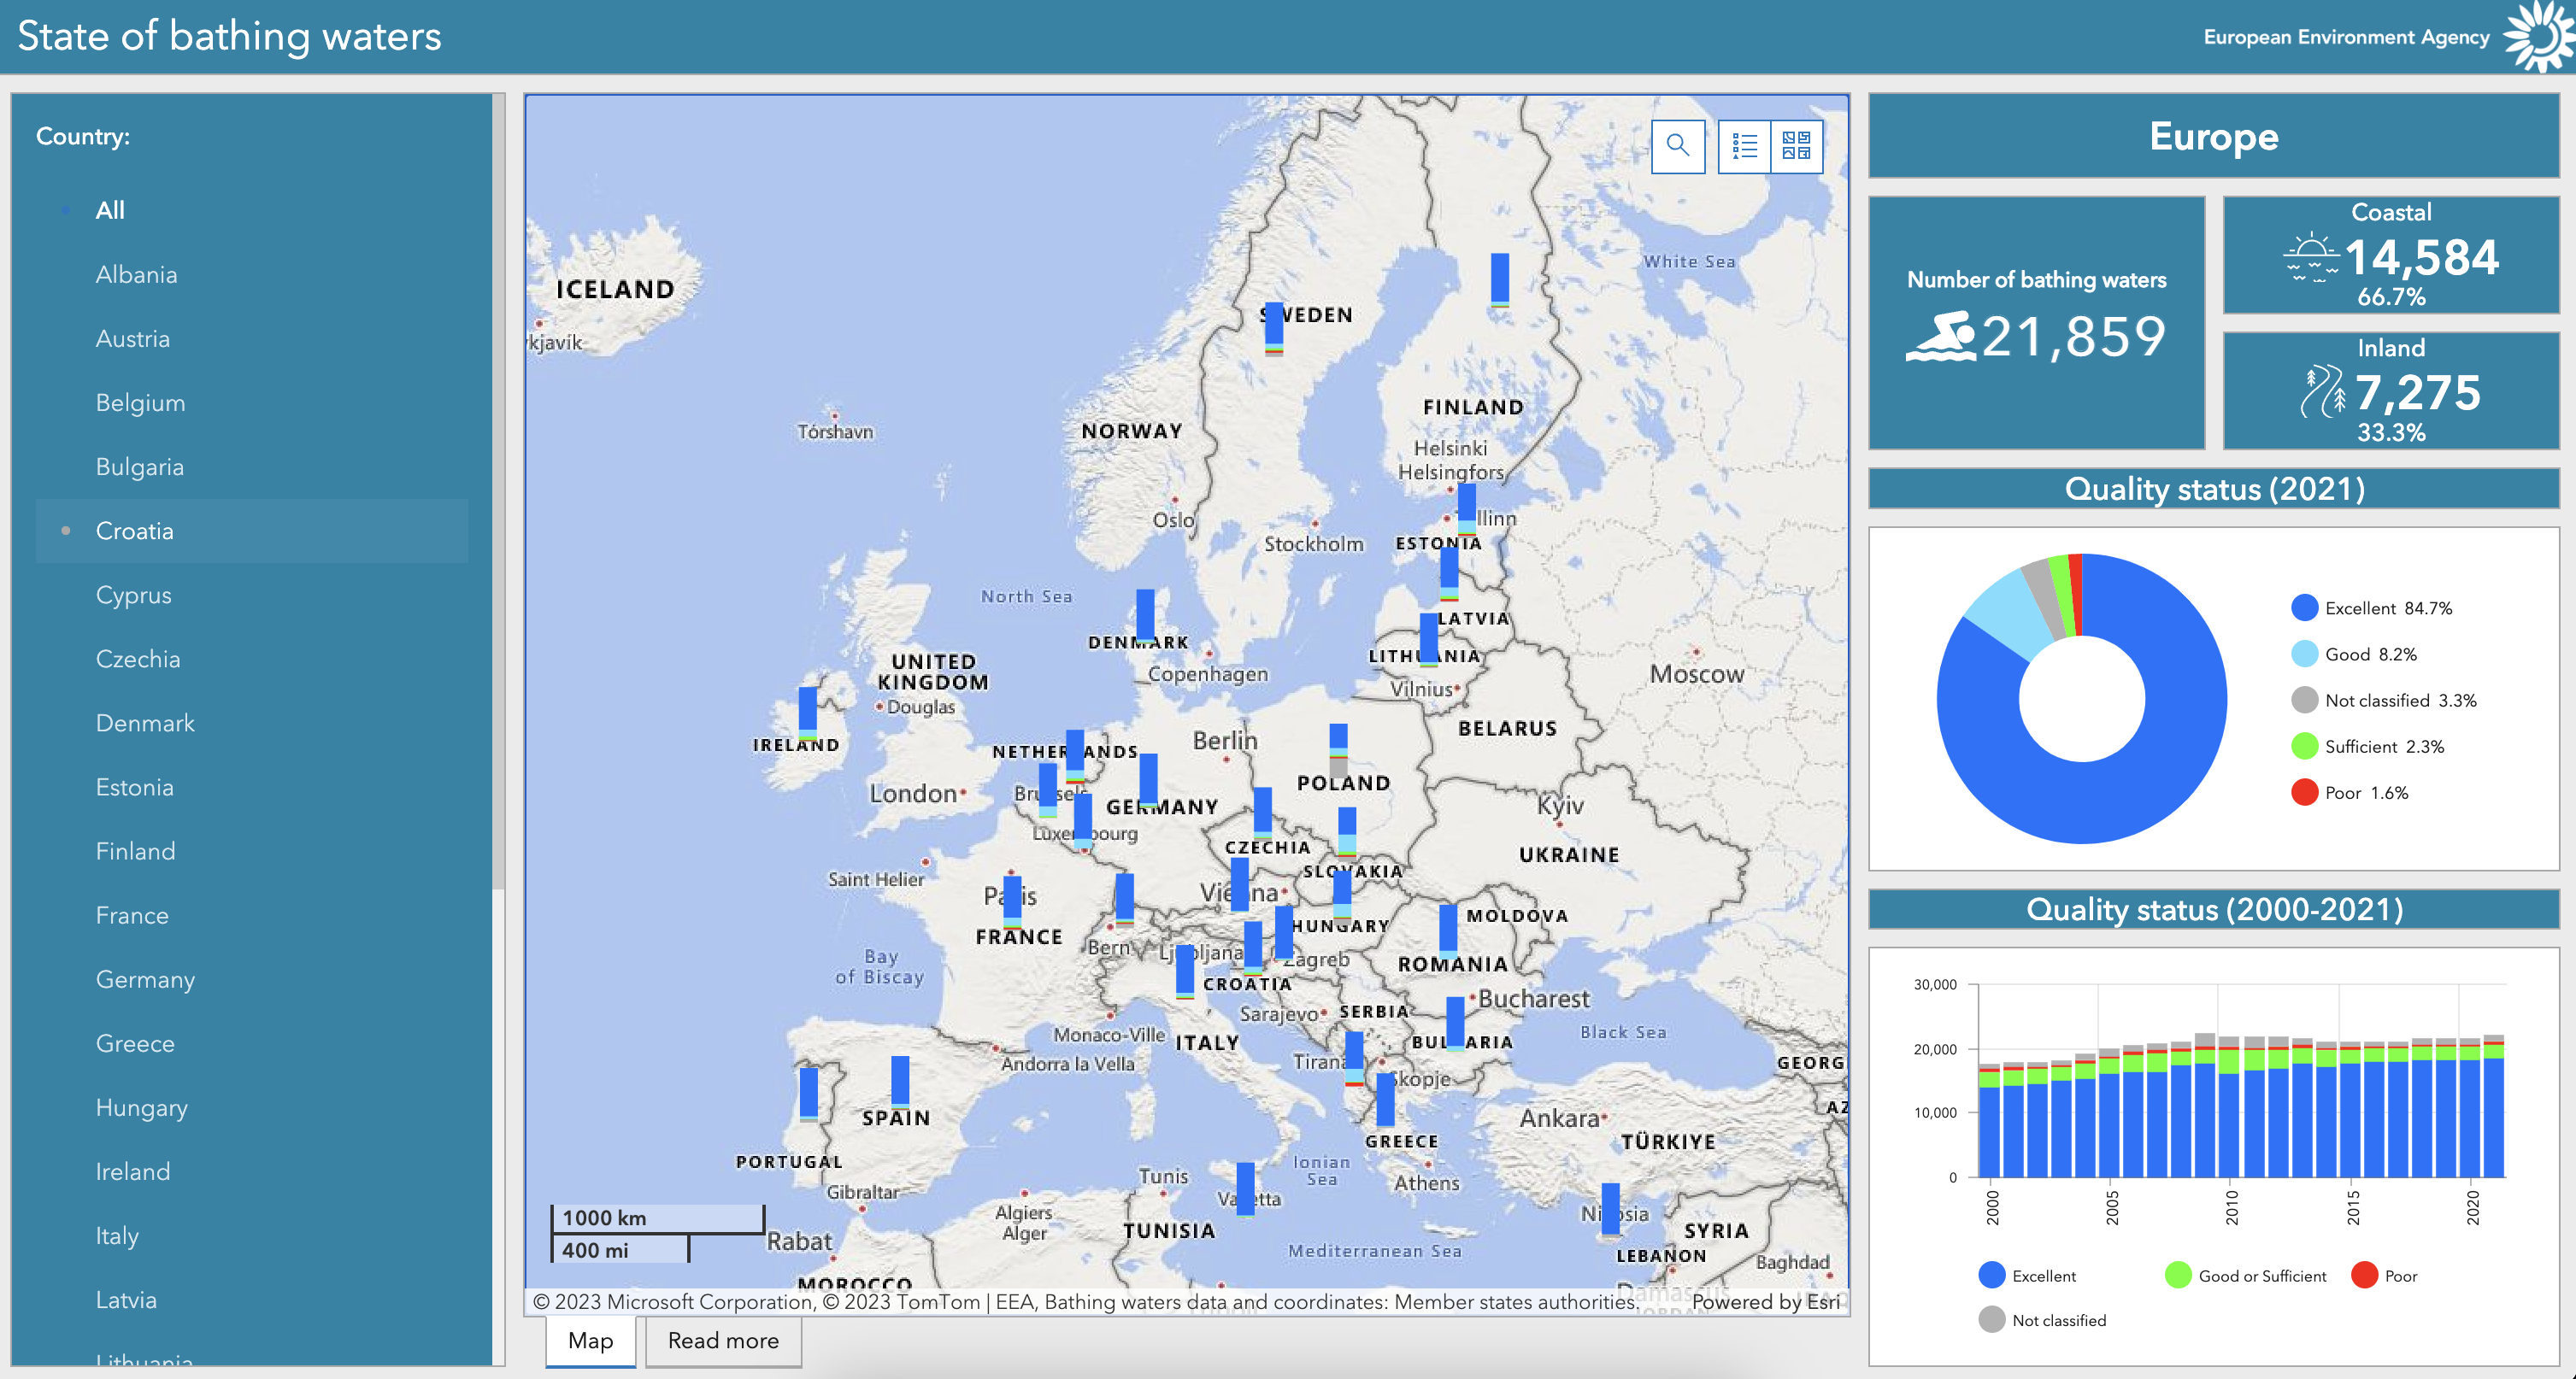 State of bathing waters
European Environment Agency
Country:
All
Albania
Austria
Belgium
Bulgaria
Croatia
Cyprus
Czechia
Denmark
Estonia
Finland
France
Germany
Greece
Hungary
Ireland
Italy
Latvia
Lithuania
White Sea
ICELAND
kjavík
SWEDEN
Tórshavn
NORWAY
FINLAND
Helsinki
Helsingfors
Oslo
Stockholm
llinn
ESTONIA
North Sea
LATVIA
DENMARK
LITHUANIA
Copenhagen
Vilnius
Moscow
UNITED
KINGDOM
Douglas
BELARUS
IRELAND
NETHERLANDS
Berlin
POLAND
London
Brussels
GERMANY
Kyiv
Luxembourg
CZECHIA
UKRAINE
Saint Helier
SLOVAKIA
Paris
Vienna
MOLDOVA
FRANCE
HUNGARY
Bern
Ljubljana
Zagreb
ROMANIA
Bay
of Biscay
CROATIA
Bucharest
Sarajevo
SERBIA
Black Sea
Monaco-Ville
ITALY
BULGARIA
Andorra la Vella
Tirana
GEORG
Skopje
SPAIN
Ankara
AZ
GREECE
TÜRKIYE
PORTUGAL
Tunis
Ionian
Sea
Athens
Gibraltar
Valletta
Algiers
Alger
TUNISIA
Nicosia
SYRIA
1000 km
400 mi
Rabat
Mediterranean Sea
LEBANON
Baghdad
MOROCCO
Damascus
© 2023 Microsoft Corporation, © 2023 TomTom | EEA, Bathing waters data and coordinates: Member states authorities.
Powered by Esri
Map
Read more
Europe
Number of bathing waters
21,859
Coastal
14,584
66.7%
Inland
7,275
33.3%
Quality status (2021)
Excellent 84.7%
Good 8.2%
Not classified 3.3%
Sufficient 2.3%
Poor 1.6%
Quality status (2000-2021)
30,000
20,000
10,000
0
2000
2005
2010
2015
2020
Excellent
Good or Sufficient
Poor
Not classified